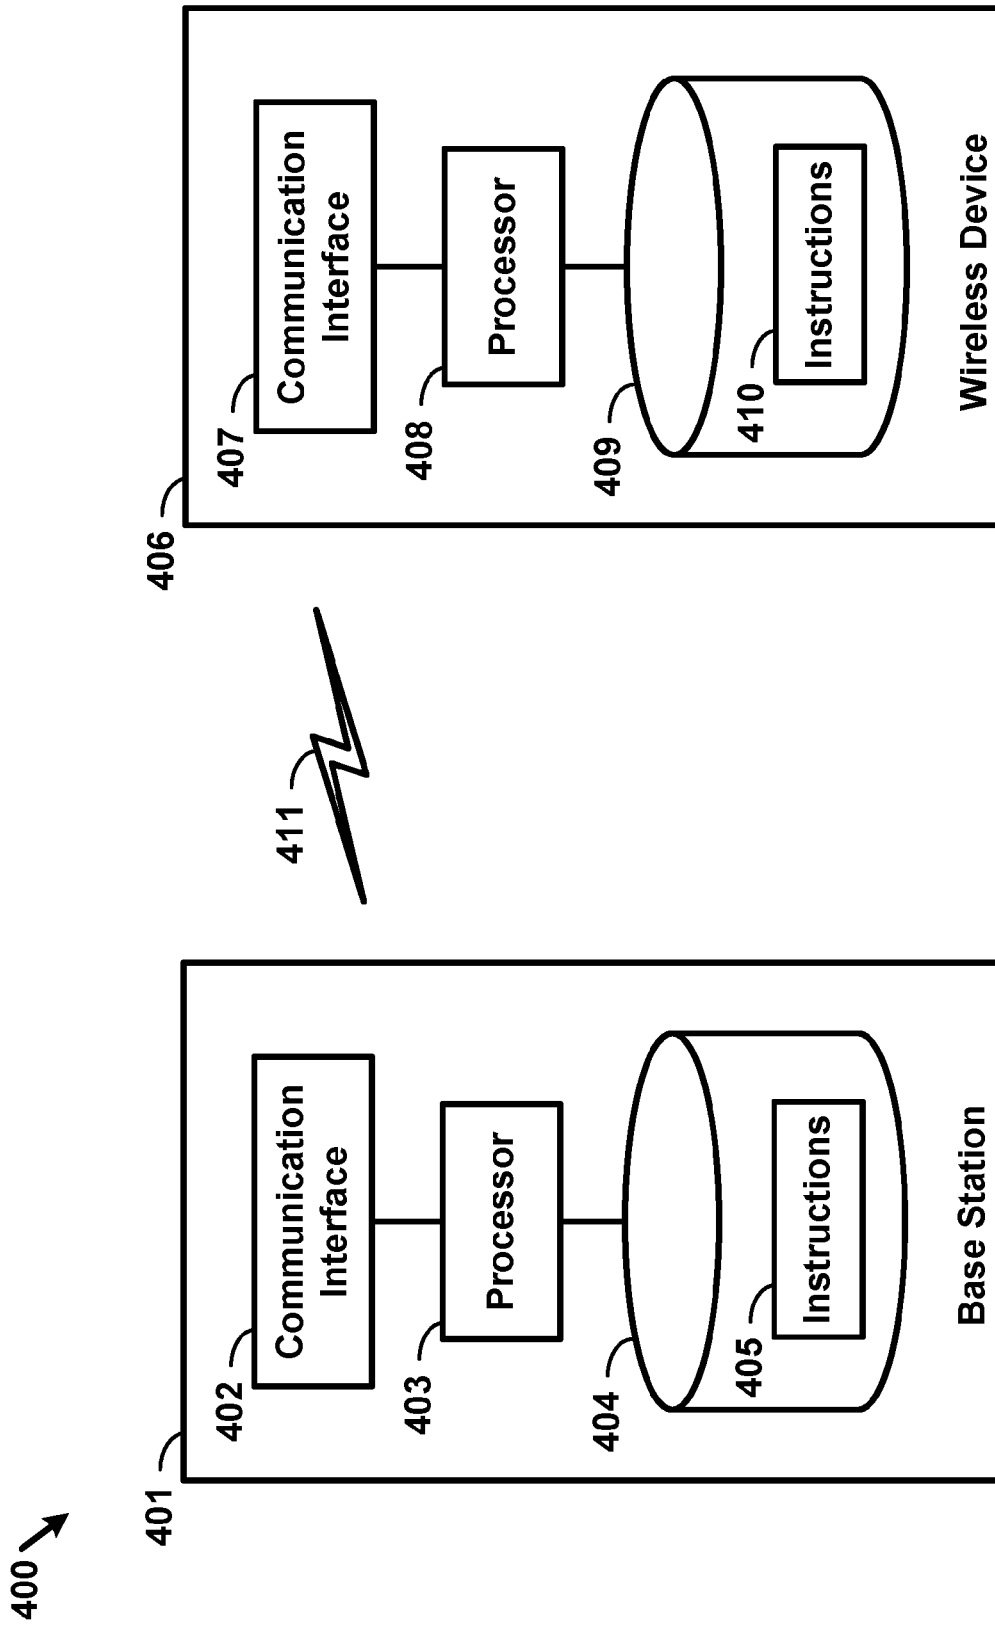 400
401
402
Communication
Interface
403
Processor
404
405
Instructions
Base Station
411
406
407
Communication
Interface
408
Processor
409
410
Instructions
Wireless Device